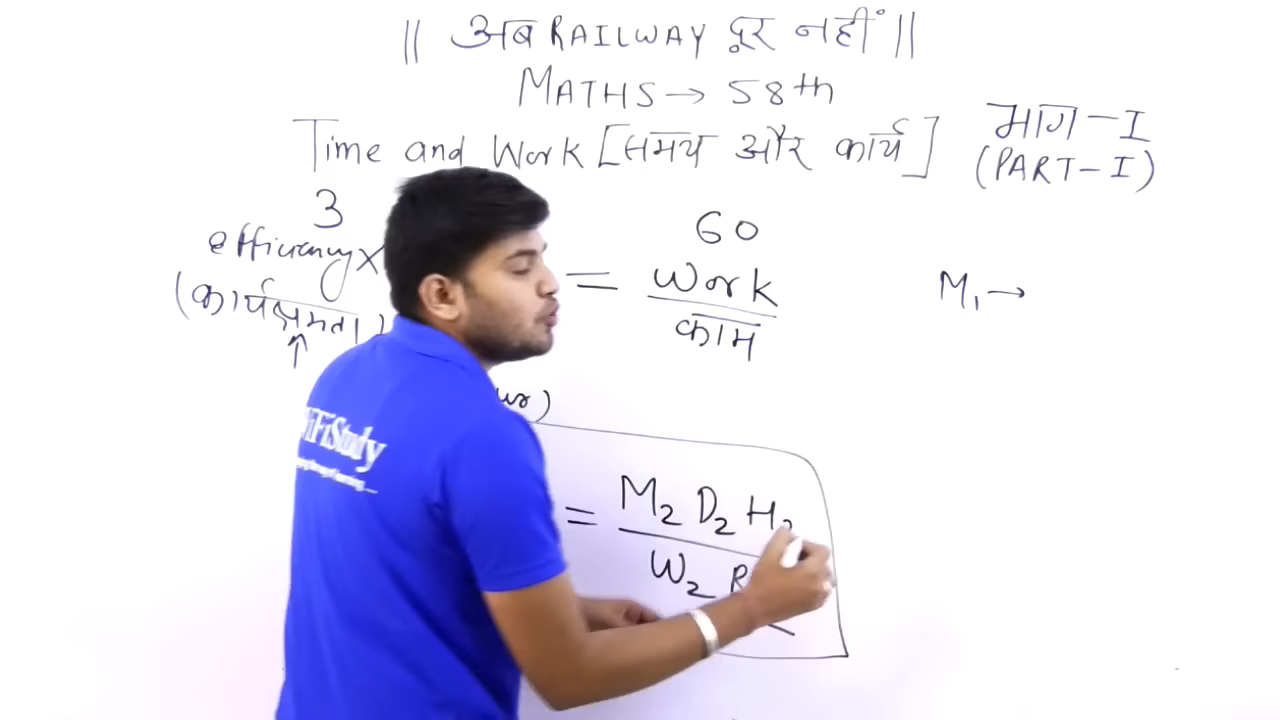 || अब RAILWAY दूर नहीं ||
MATHS → 58th
Time and Work [समय और कार्य]
भाग - I
(PART - I)
3
efficiency ×
(कार्यक्षमता)
↑
= 60
Work
काम
M₁ →
= M₂ D₂ H₂
W₂
iFiStudy